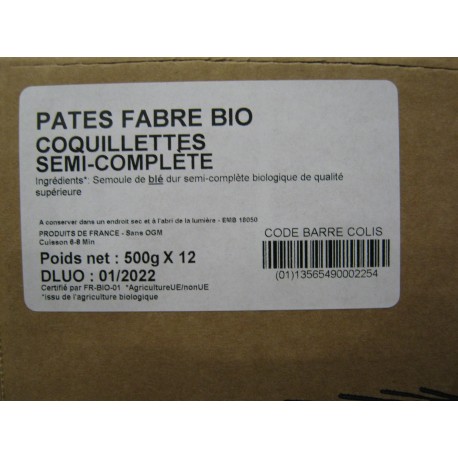 PATES FABRE BIO
COQUILLETTES
SEMI-COMPLÈTE
Ingrédients*: Semoule de blé dur semi-complète biologique de qualité
supérieure
A conserver dans un endroit sec et à l'abri de la lumière - EMB 18050
PRODUITS DE FRANCE - Sans OGM
Cuisson 6-8 Min
CODE BARRE COLIS
Poids net : 500g X 12
DLUO : 01/2022
(01)13565490002254
Certifié par FR-BIO-01 *AgricultureUE/nonUE
*issu de l'agriculture biologique